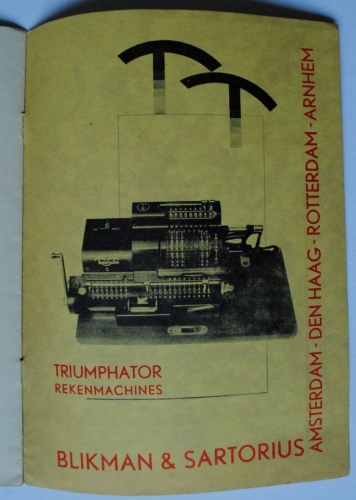 TRIUMPHATOR
REKENMACHINES
BLIKMAN & SARTORIUS
AMSTERDAM - DEN HAAG - ROTTERDAM - ARNHEM